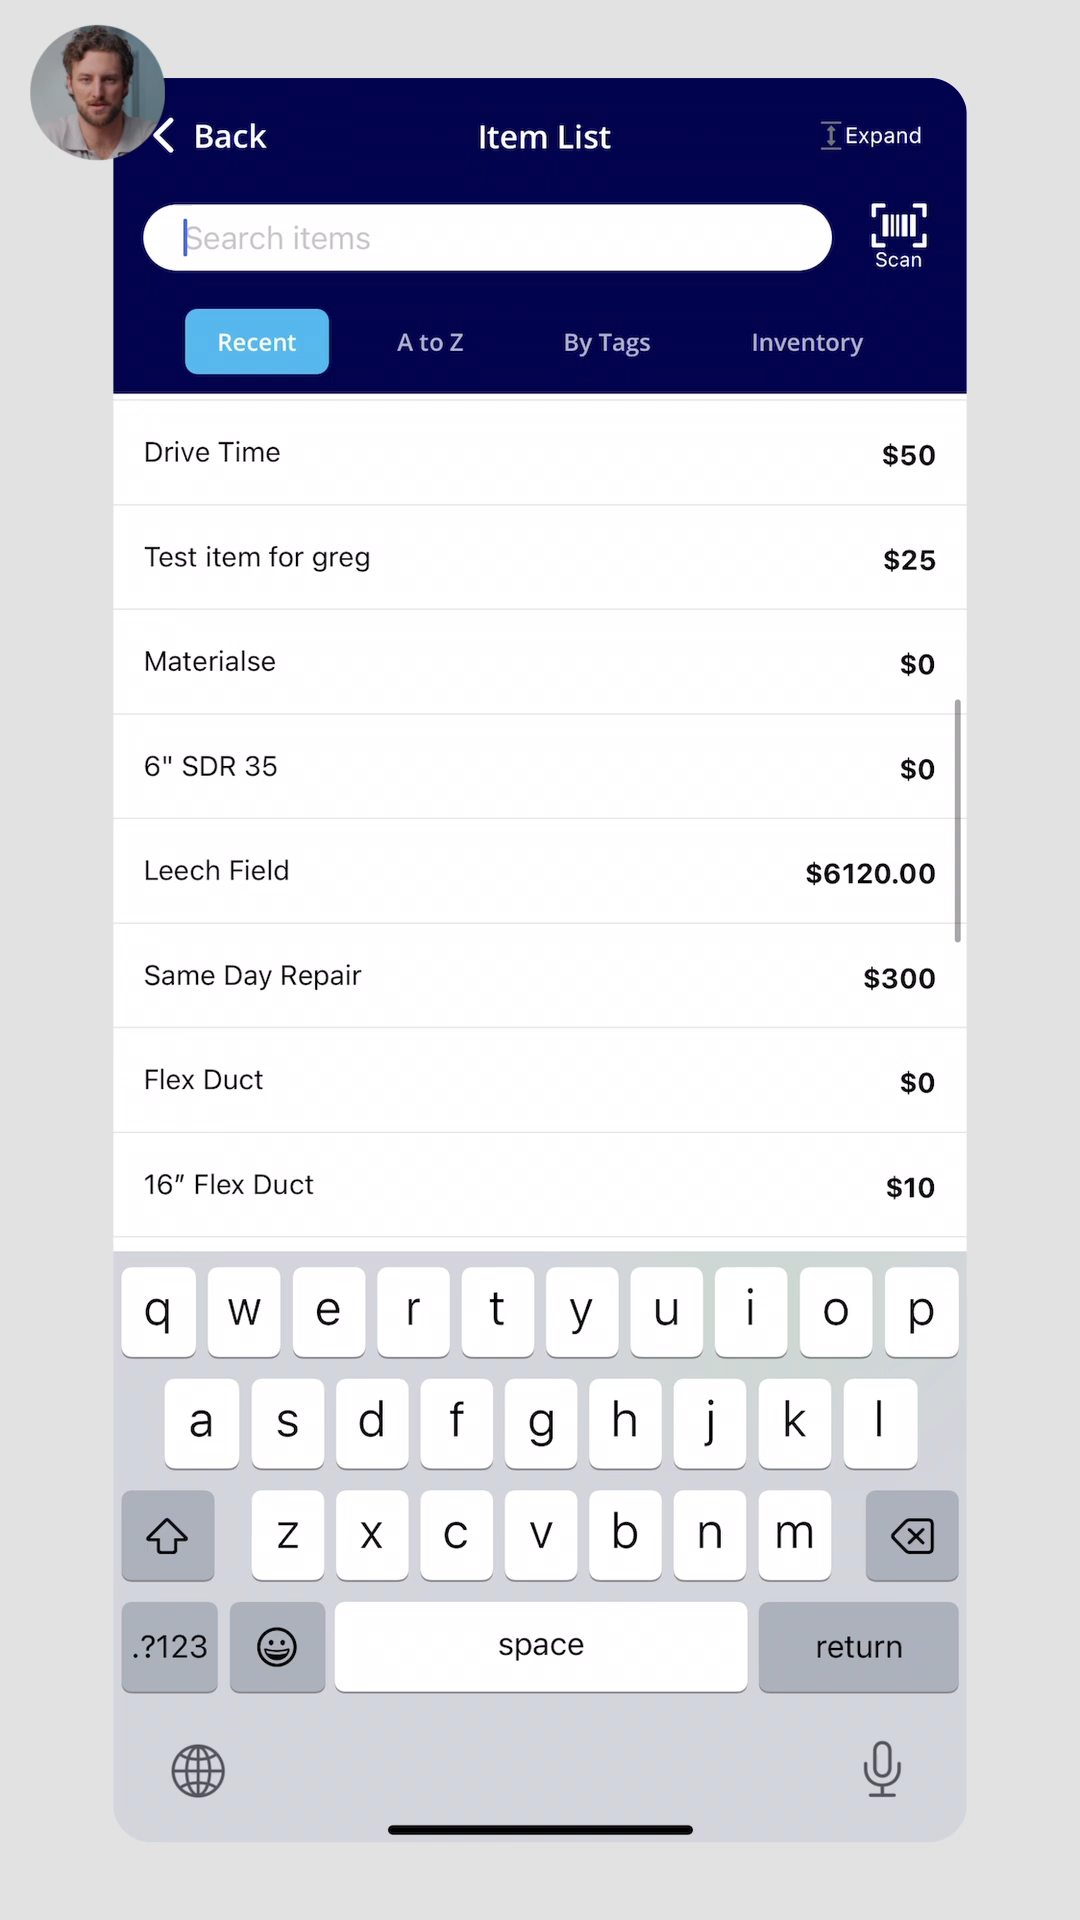 Back
Item List
Expand
Search items
Scan
Recent
A to Z
By Tags
Inventory
Drive Time
$50
Test item for greg
$25
Materialse
$0
6" SDR 35
$0
Leech Field
$6120.00
Same Day Repair
$300
Flex Duct
$0
16” Flex Duct
$10
q w e r t y u i o p
a s d f g h j k l
z x c v b n m
.?123
space
return